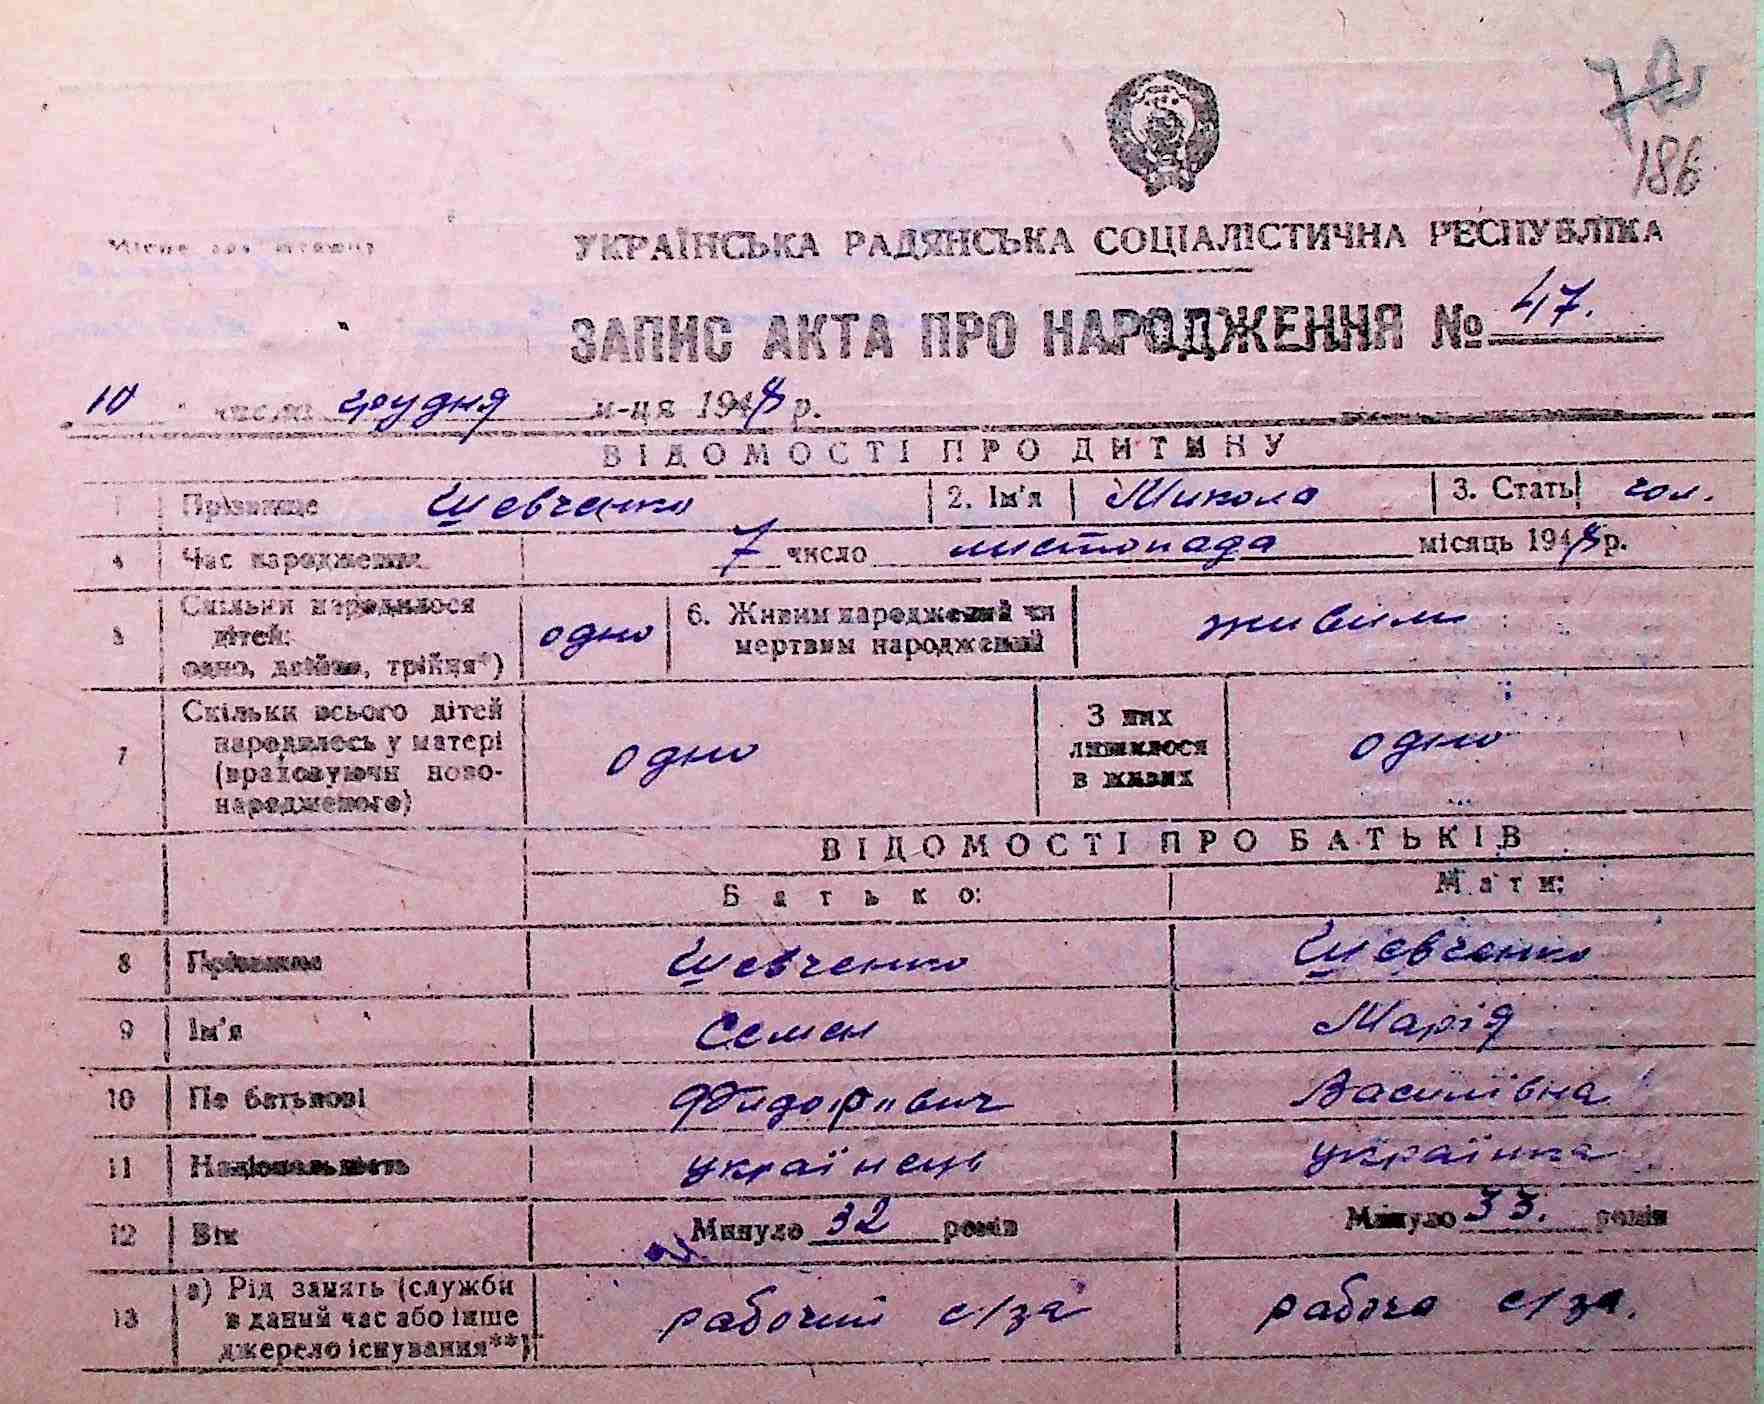 70
186
Місце для штампу
УКРАЇНСЬКА РАДЯНСЬКА СОЦІАЛІСТИЧНА РЕСПУБЛІКА
ЗАПИС АКТА ПРО НАРОДЖЕННЯ № 47.
10 числа грудня м-ця 1948 р.
ВІДОМОСТІ ПРО ДИТИНУ
1 Прізвище Шевченко 2. Ім'я Микола 3. Стать чол.
4 Час народження 7 число листопада місяць 1948 р.
5 Скільки народилося дітей: одно, двійня, трійня*) одно 6. Живим народжений чи мертвим народжений живим
7 Скільки всього дітей народилось у матері (враховуючи новонародженого) одно З них лишилося в живих одно
ВІДОМОСТІ ПРО БАТЬКІВ
Батько: Мати:
8 Прізвище Шевченко Шевченко
9 Ім'я Семен Марія
10 По батькові Фидорович Василівна
11 Національність українець українка
12 Вік Минуло 32 років Минуло 33. років
13 а) Рід занять (служби в даний час або інше джерело існування**) рабочий с/за рабоча с/за.